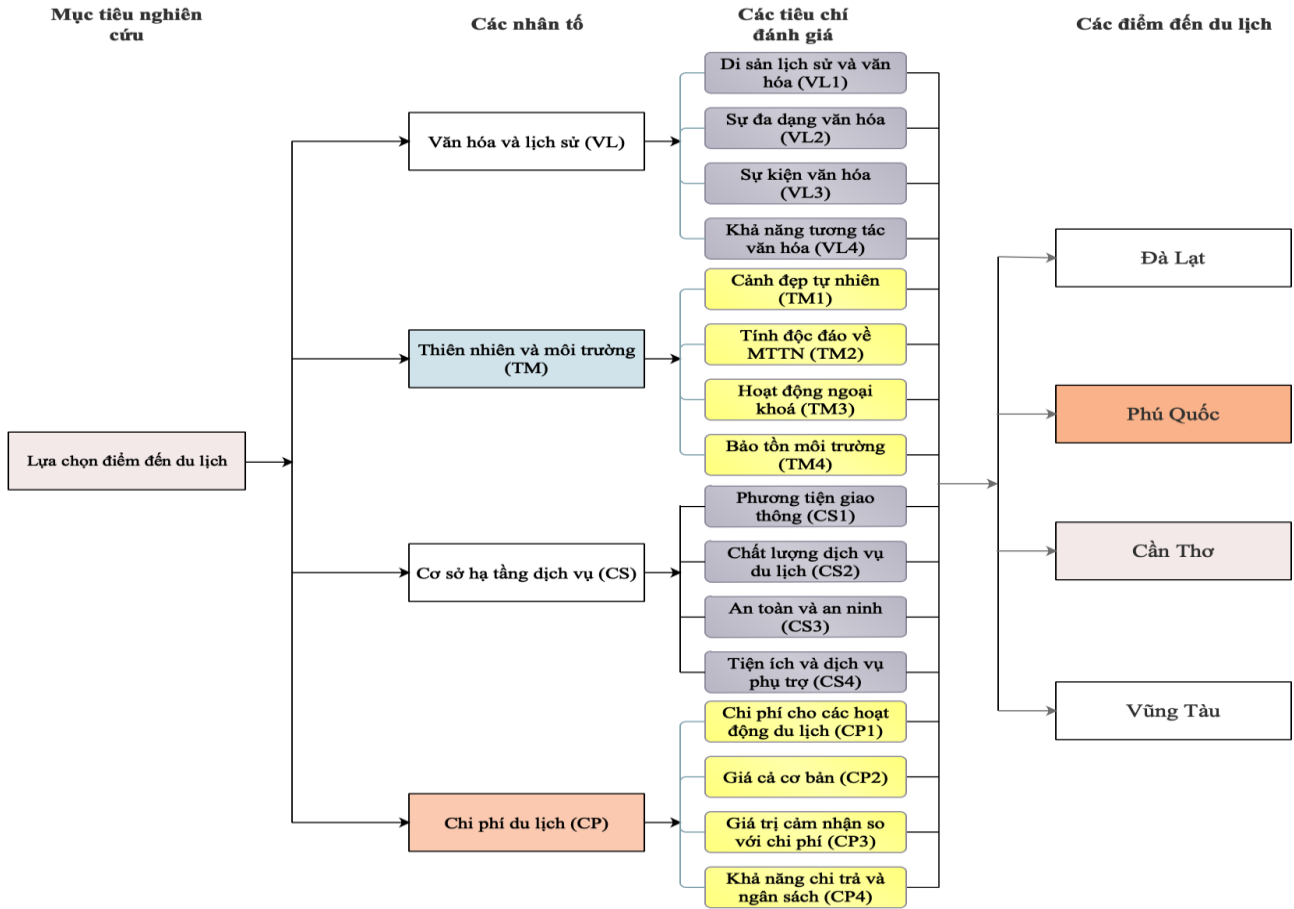 Mục tiêu nghiên
cứu
Các nhân tố
Các tiêu chí
đánh giá
Các điểm đến du lịch
Lựa chọn điểm đến du lịch
Văn hóa và lịch sử (VL)
Thiên nhiên và môi trường
(TM)
Cơ sở hạ tầng dịch vụ (CS)
Chi phí du lịch (CP)
Di sản lịch sử và văn
hóa (VL1)
Sự đa dạng văn hóa
(VL2)
Sự kiện văn hóa
(VL3)
Khả năng tương tác
văn hóa (VL4)
Cảnh đẹp tự nhiên
(TM1)
Tính độc đáo về
MTTN (TM2)
Hoạt động ngoại
khoá (TM3)
Bảo tồn môi trường
(TM4)
Phương tiện giao
thông (CS1)
Chất lượng dịch vụ
du lịch (CS2)
An toàn và an ninh
(CS3)
Tiện ích và dịch vụ
phụ trợ (CS4)
Chi phí cho các hoạt
động du lịch (CP1)
Giá cả cơ bản (CP2)
Giá trị cảm nhận so
với chi phí (CP3)
Khả năng chi trả và
ngân sách (CP4)
Đà Lạt
Phú Quốc
Cần Thơ
Vũng Tàu